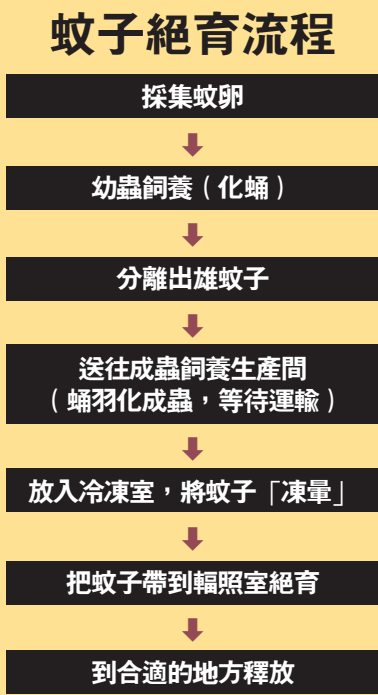 蚊子絕育流程
採集蚊卵
幼蟲飼養（化蛹）
分離出雄蚊子
送往成蟲飼養生產間
（蛹羽化成蟲，等待運輸）
放入冷凍室，將蚊子「凍暈」
把蚊子帶到輻照室絕育
到合適的地方釋放